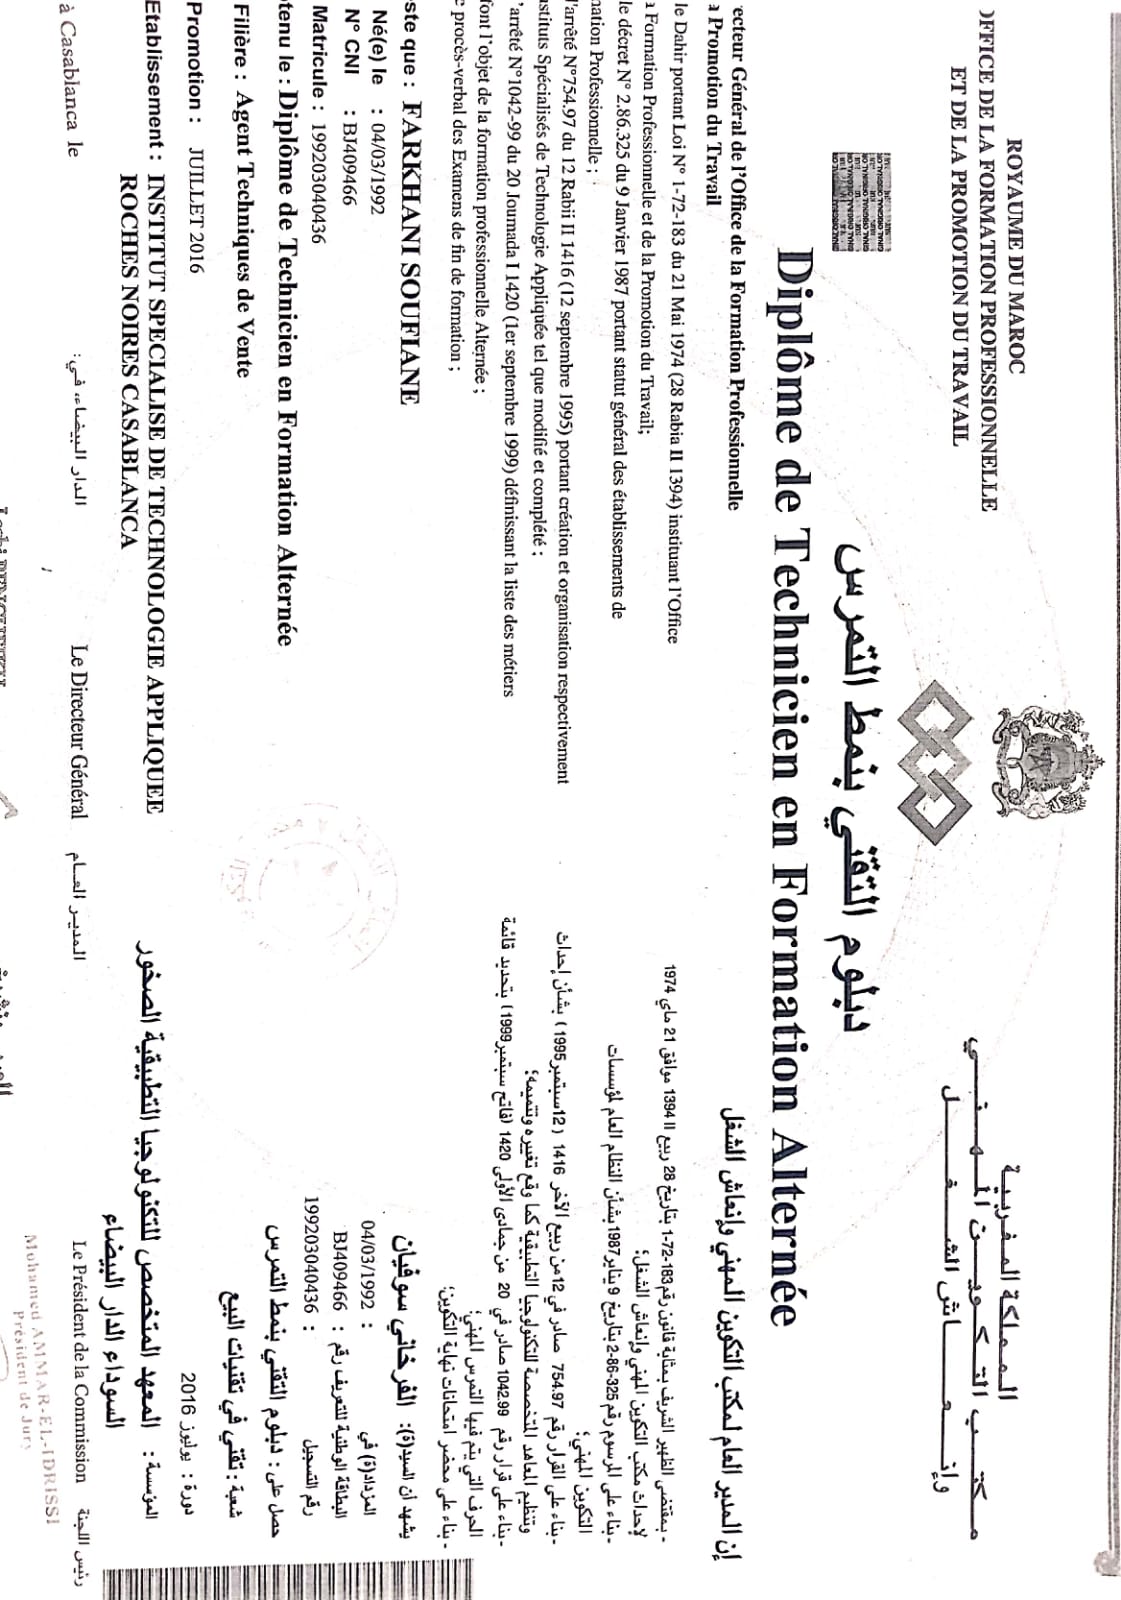 ROYAUME DU MAROC
OFFICE DE LA FORMATION PROFESSIONNELLE
ET DE LA PROMOTION DU TRAVAIL
المملكة المغربية
مكتب التكوين المهني
وإنعاش الشغل
دبلوم التقني بنمط التمرس
Diplôme de Technicien en Formation Alternée
ecteur Général de l'Office de la Formation Professionnelle
a Promotion du Travail
le Dahir portant Loi N° 1-72-183 du 21 Mai 1974 (28 Rabia II 1394) instituant l'Office
a Formation Professionnelle et de la Promotion du Travail;
le décret N° 2.86.325 du 9 Janvier 1987 portant statut général des établissements de
nation Professionnelle ;
'arrêté N°754.97 du 12 Rabii II 1416 (12 septembre 1995) portant création et organisation respectivement
stituts Spécialisés de Technologie Appliquée tel que modifié et complété :
'arrêté N°1042-99 du 20 Joumada I 1420 (1er septembre 1999) définissant la liste des métiers
font l'objet de la formation professionnelle Alternée ;
e procès-verbal des Examens de fin de formation ;
ste que : FARKHANI SOUFIANE
Né(e) le : 04/03/1992
N° CNI : BJ409466
Matricule : 199203040436
tenu le : Diplôme de Technicien en Formation Alternée
Filière : Agent Techniques de Vente
Promotion : JUILLET 2016
Etablissement : INSTITUT SPECIALISE DE TECHNOLOGIE APPLIQUEE
ROCHES NOIRES CASABLANCA
إن المدير العام لمكتب التكوين المهني وإنعاش الشغل
- بمقتضى الظهير الشريف بمثابة قانون رقم 183-72-1 بتاريخ 28 ربيع II 1394 موافق 21 ماي 1974
لإحداث مكتب التكوين المهني وإنعاش الشغل؛
- بناء على المرسوم رقم 325-86-2 بتاريخ 9 يناير 1987 بشأن النظام العام لمؤسسات
التكوين المهني؛
- بناء على القرار رقم 754.97 صادر في 12 من ربيع الآخر 1416 (12 سبتمبر 1995) بشأن إحداث
وتنظيم المعاهد المتخصصة للتكنولوجيا التطبيقية كما وقع تغييره وتتميمه؛
- بناء على قرار رقم 1042.99 صادر في 20 من جمادى الأولى 1420 (فاتح سبتمبر 1999) بتحديد قائمة
الحرف التي يتم فيها التمرس المهني؛
- بناء على محضر امتحانات نهاية التكوين؛
يشهد أن السيد(ة): الفرخاني سوفيان
المزداد(ة) في : 04/03/1992
البطاقة الوطنية للتعريف رقم : BJ409466
رقم التسجيل : 199203040436
حصل على : دبلوم التقني بنمط التمرس
شعبة : تقني في تقنيات البيع
دورة : يوليوز 2016
المؤسسة : المعهد المتخصص للتكنولوجيا التطبيقية الصخور
السوداء الدار البيضاء
à Casablanca le الدار البيضاء في:
Le Directeur Général المدير العام
Le Président de la Commission رئيس اللجنة
Mohamed AMMAR-EL-IDRISSI
Président de Jury